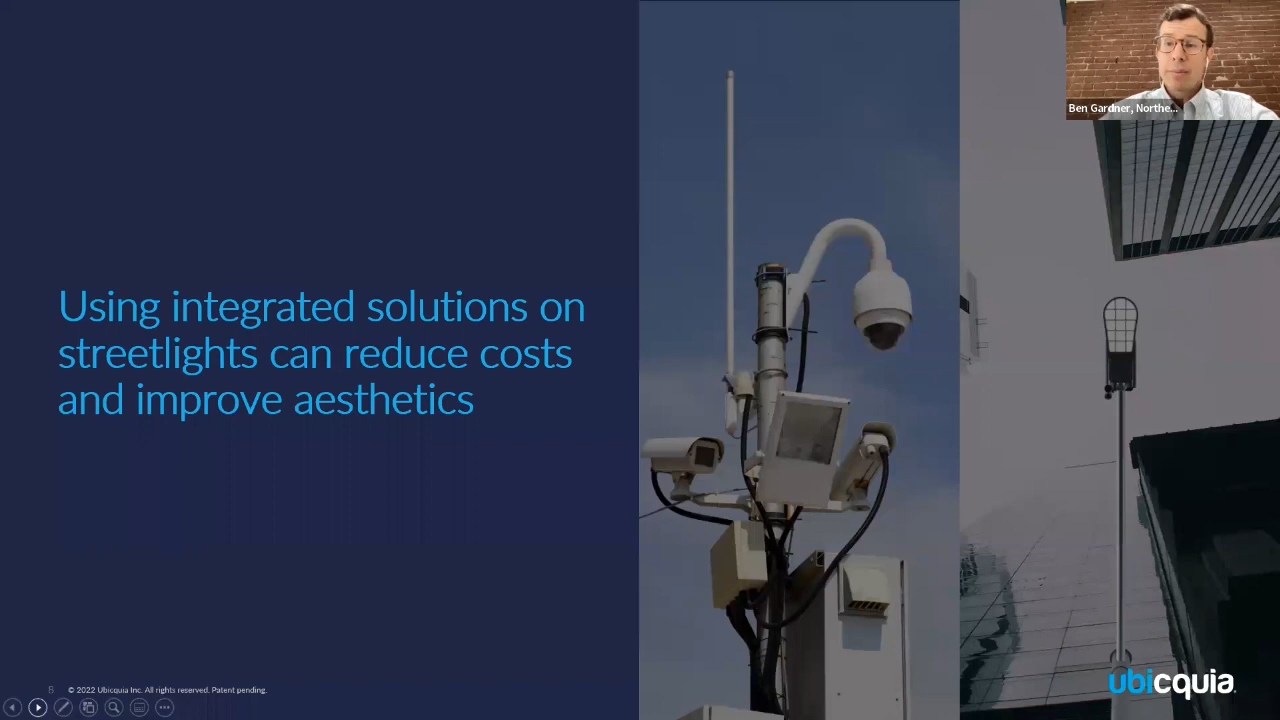 Ben Gardner, Northe...
Using integrated solutions on
streetlights can reduce costs
and improve aesthetics
8 © 2022 Ubicquia Inc. All rights reserved. Patent pending.
ubicquia